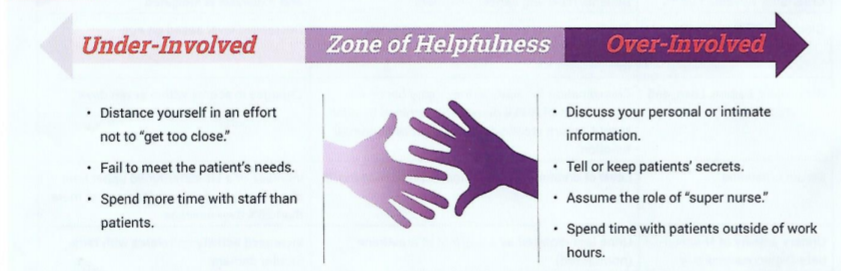 Under-Involved
Zone of Helpfulness
Over-Involved
• Distance yourself in an effort
not to “get too close.”
• Fail to meet the patient’s needs.
• Spend more time with staff than
patients.
• Discuss your personal or intimate
information.
• Tell or keep patients’ secrets.
• Assume the role of “super nurse.”
• Spend time with patients outside of work
hours.